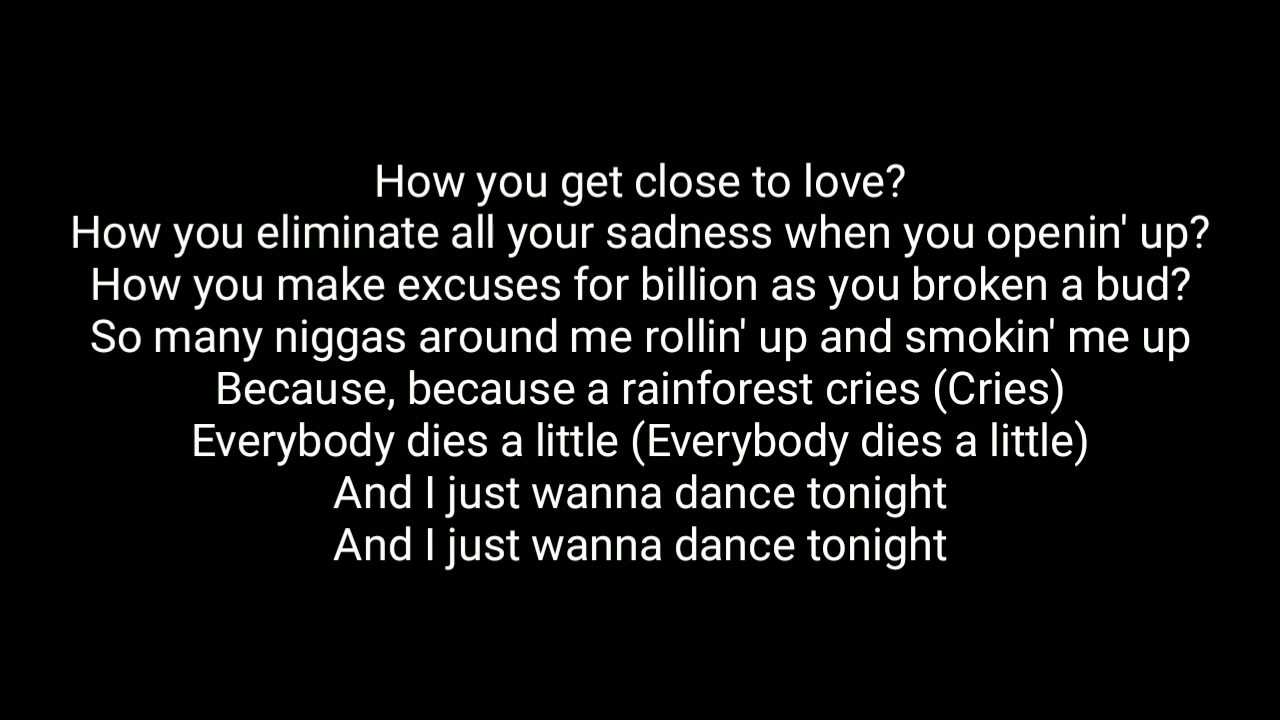 How you get close to love?
How you eliminate all your sadness when you openin' up?
How you make excuses for billion as you broken a bud?
So many niggas around me rollin' up and smokin' me up
Because, because a rainforest cries (Cries)
Everybody dies a little (Everybody dies a little)
And I just wanna dance tonight
And I just wanna dance tonight